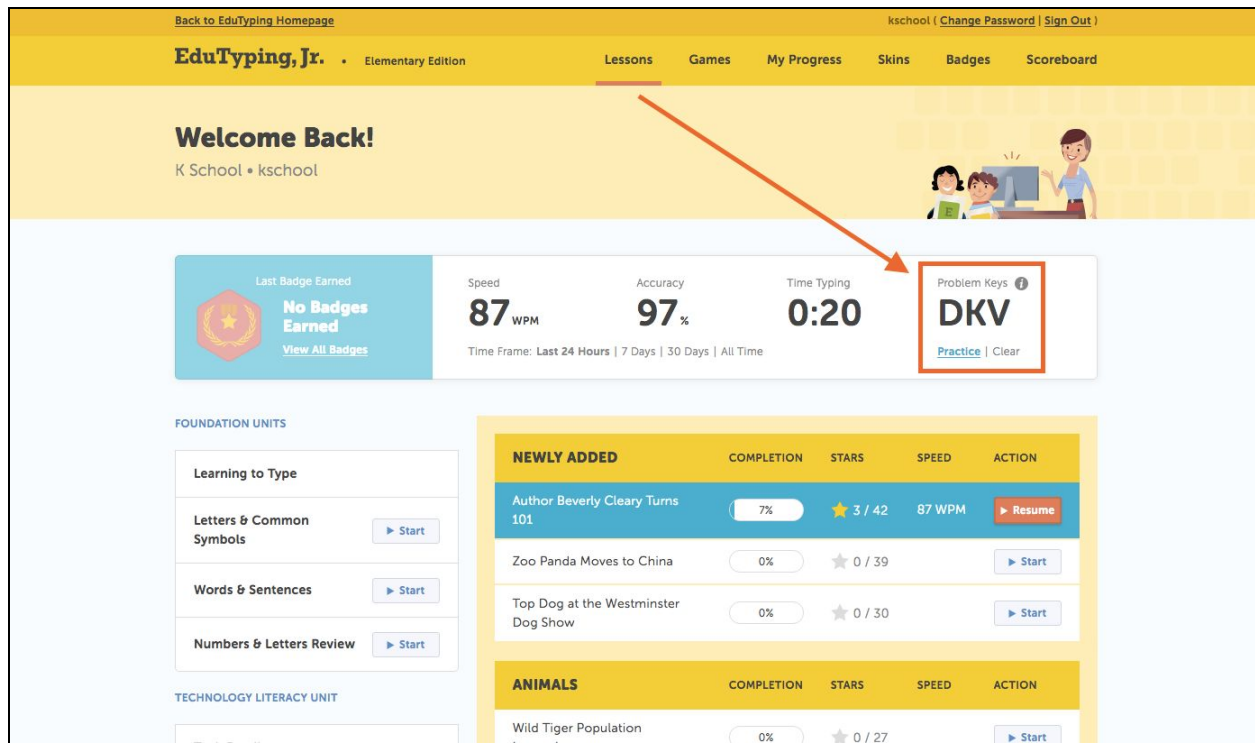 Back to EduTyping Homepage
kschool ( Change Password | Sign Out )
EduTyping, Jr. • Elementary Edition
Lessons Games My Progress Skins Badges Scoreboard
Welcome Back!
K School • kschool
E
Last Badge Earned
No Badges
Earned
View All Badges
Speed
87 WPM
Accuracy
97 %
Time Typing
0:20
Time Frame: Last 24 Hours | 7 Days | 30 Days | All Time
Problem Keys i
DKV
Practice | Clear
FOUNDATION UNITS
Learning to Type
Letters & Common
Symbols
Start
Words & Sentences Start
Numbers & Letters Review Start
TECHNOLOGY LITERACY UNIT
NEWLY ADDED COMPLETION STARS SPEED ACTION
Author Beverly Cleary Turns
101
7% 3 / 42 87 WPM Resume
Zoo Panda Moves to China 0% 0 / 39 Start
Top Dog at the Westminster
Dog Show
0% 0 / 30 Start
ANIMALS COMPLETION STARS SPEED ACTION
Wild Tiger Population
0% 0 / 27 Start